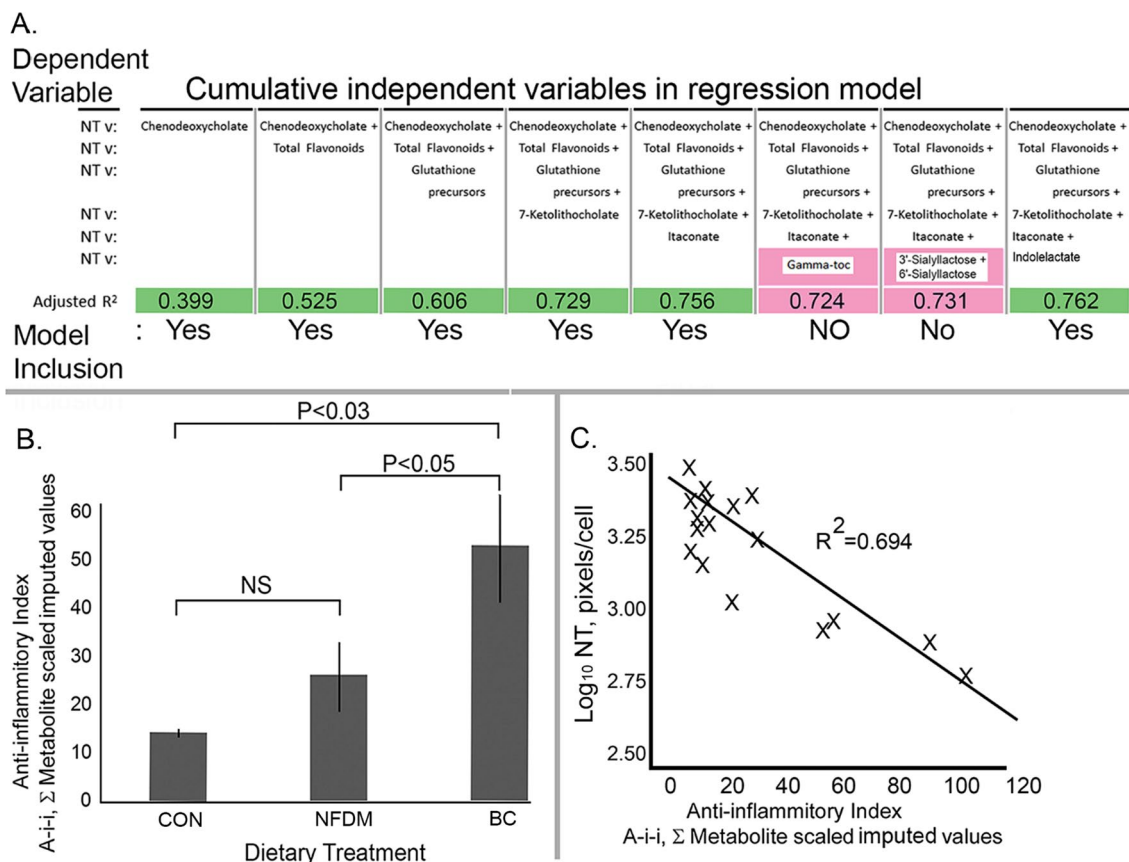 A.
Dependent
Variable
Cumulative independent variables in regression model
NT v: Chenodeoxycholate Chenodeoxycholate + Chenodeoxycholate + Chenodeoxycholate + Chenodeoxycholate + Chenodeoxycholate + Chenodeoxycholate + Chenodeoxycholate +
NT v: Total Flavonoids Total Flavonoids + Total Flavonoids + Total Flavonoids + Total Flavonoids + Total Flavonoids + Total Flavonoids +
NT v: Glutathione Glutathione Glutathione Glutathione Glutathione Glutathione
precursors precursors + precursors + precursors + precursors + precursors +
NT v: 7-Ketolithocholate 7-Ketolithocholate + 7-Ketolithocholate + 7-Ketolithocholate + 7-Ketolithocholate +
NT v: Itaconate Itaconate + Itaconate + Itaconate +
NT v: Gamma-toc 3'-Sialyllactose + Indolelactate
6'-Sialyllactose
Adjusted R² 0.399 0.525 0.606 0.729 0.756 0.724 0.731 0.762
Model : Yes Yes Yes Yes Yes NO No Yes
Inclusion
B.
P<0.03
P<0.05
NS
Anti-inflammitory Index
A-i-i, Σ Metabolite scaled imputed values
60
50
40
30
20
10
0
CON NFDM BC
Dietary Treatment
C.
Log₁₀ NT, pixels/cell
3.50
3.25
3.00
2.75
2.50
R²=0.694
0 20 40 60 80 100 120
Anti-inflammitory Index
A-i-i, Σ Metabolite scaled imputed values